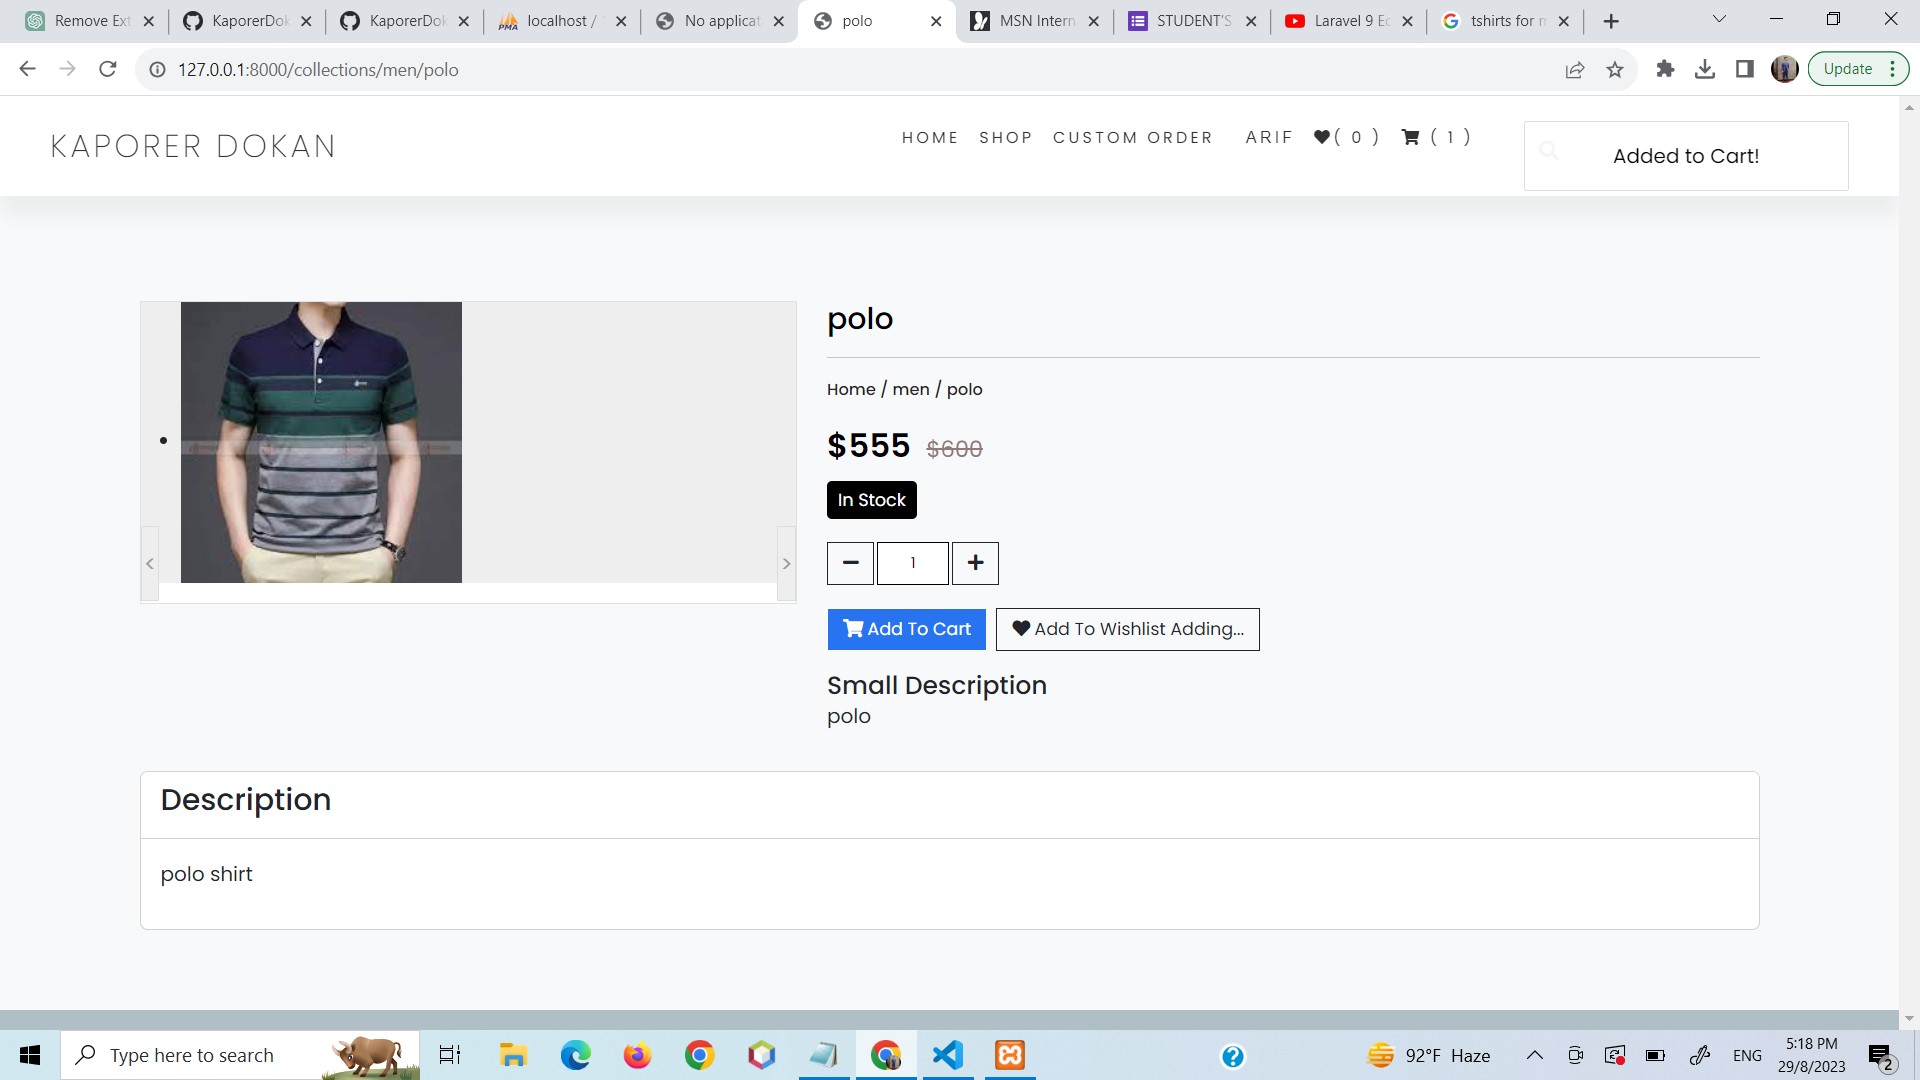 Remove Ext
KaporerDok
KaporerDok
localhost /
No applicat
polo
MSN Intern
STUDENT'S
Laravel 9 Ec
tshirts for m
127.0.0.1:8000/collections/men/polo
Update
KAPORER DOKAN
HOME
SHOP
CUSTOM ORDER
ARIF
( 0 )
( 1 )
Added to Cart!
polo
Home / men / polo
$555 $600
In Stock
1
Add To Cart
Add To Wishlist Adding...
Small Description
polo
Description
polo shirt
Type here to search
92°F Haze
ENG
5:18 PM
29/8/2023
2